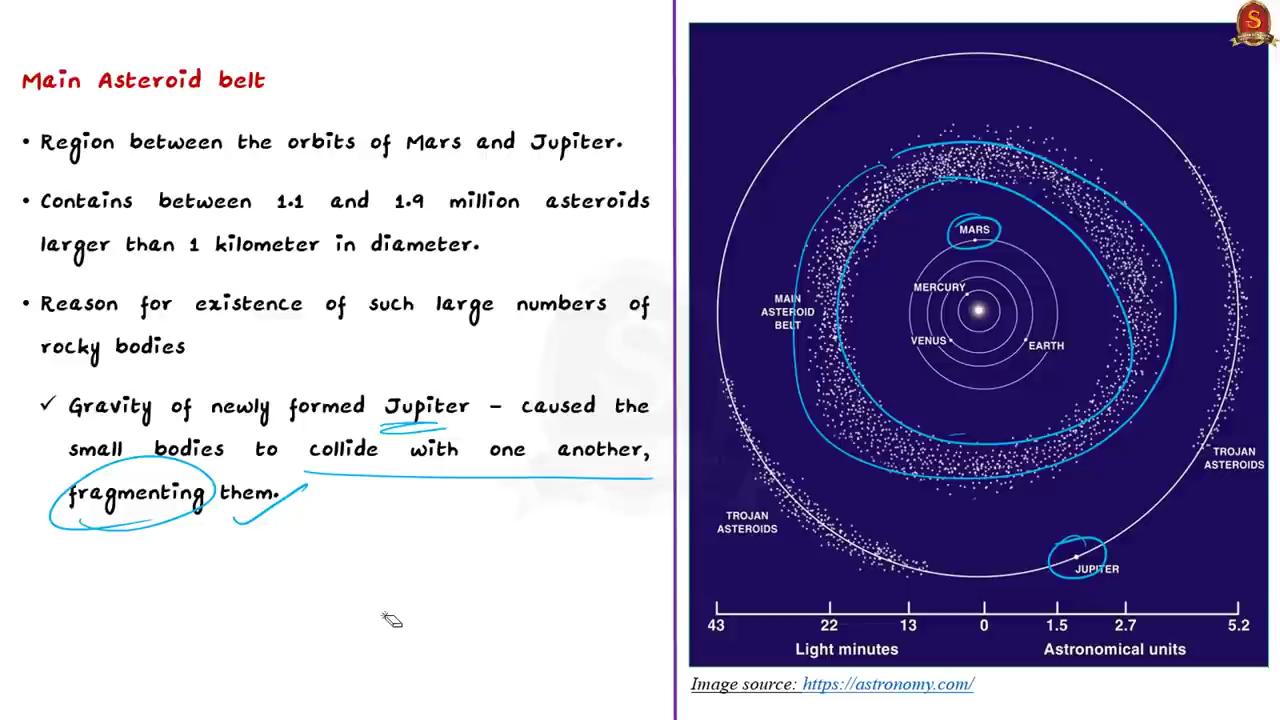 Main Asteroid belt
• Region between the orbits of Mars and Jupiter.
• Contains between 1.1 and 1.9 million asteroids
larger than 1 kilometer in diameter.
• Reason for existence of such large numbers of
rocky bodies
✓ Gravity of newly formed Jupiter – caused the
small bodies to collide with one another,
fragmenting them.
S
MARS
MERCURY
MAIN
ASTEROID
BELT
VENUS
EARTH
TROJAN
ASTEROIDS
TROJAN
ASTEROIDS
JUPITER
43 22 13 0 1.5 2.7 5.2
Light minutes Astronomical units
Image source: https://astronomy.com/